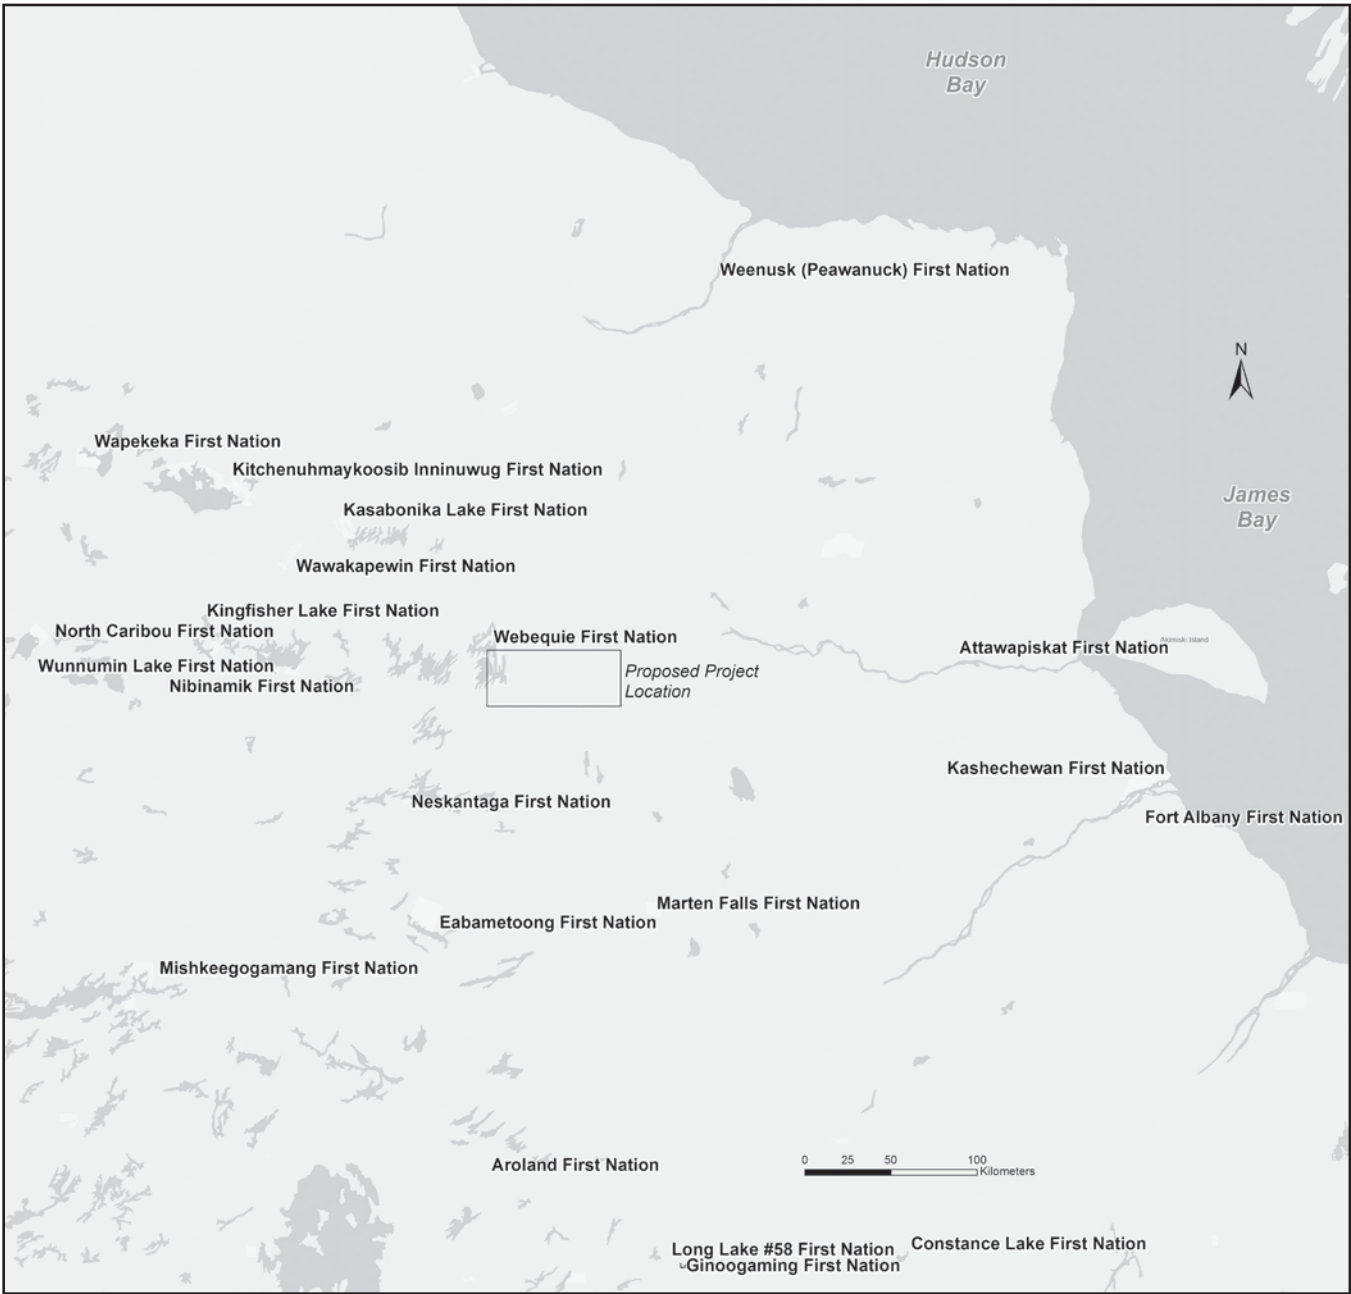 Hudson
Bay
Weenusk (Peawanuck) First Nation
N
Wapekeka First Nation
Kitchenuhmaykoosib Inninuwug First Nation
James
Bay
Kasabonika Lake First Nation
Wawakapewin First Nation
Kingfisher Lake First Nation
North Caribou First Nation
Webequie First Nation
Akimiski Island
Attawapiskat First Nation
Wunnumin Lake First Nation
Proposed Project
Location
Nibinamik First Nation
Kashechewan First Nation
Neskantaga First Nation
Fort Albany First Nation
Marten Falls First Nation
Eabametoong First Nation
Mishkeegogamang First Nation
Aroland First Nation
0 25 50 100
Kilometers
Constance Lake First Nation
Long Lake #58 First Nation
Ginoogaming First Nation